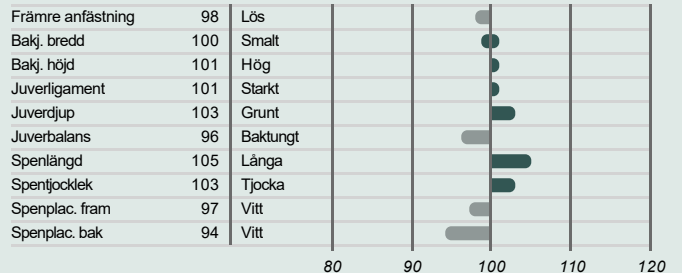 Främre anfästning 98 Lös
Bakj. bredd 100 Smalt
Bakj. höjd 101 Hög
Juverligament 101 Starkt
Juverdjup 103 Grunt
Juverbalans 96 Baktungt
Spenlängd 105 Långa
Spentjocklek 103 Tjocka
Spenplac. fram 97 Vitt
Spenplac. bak 94 Vitt
80 90 100 110 120